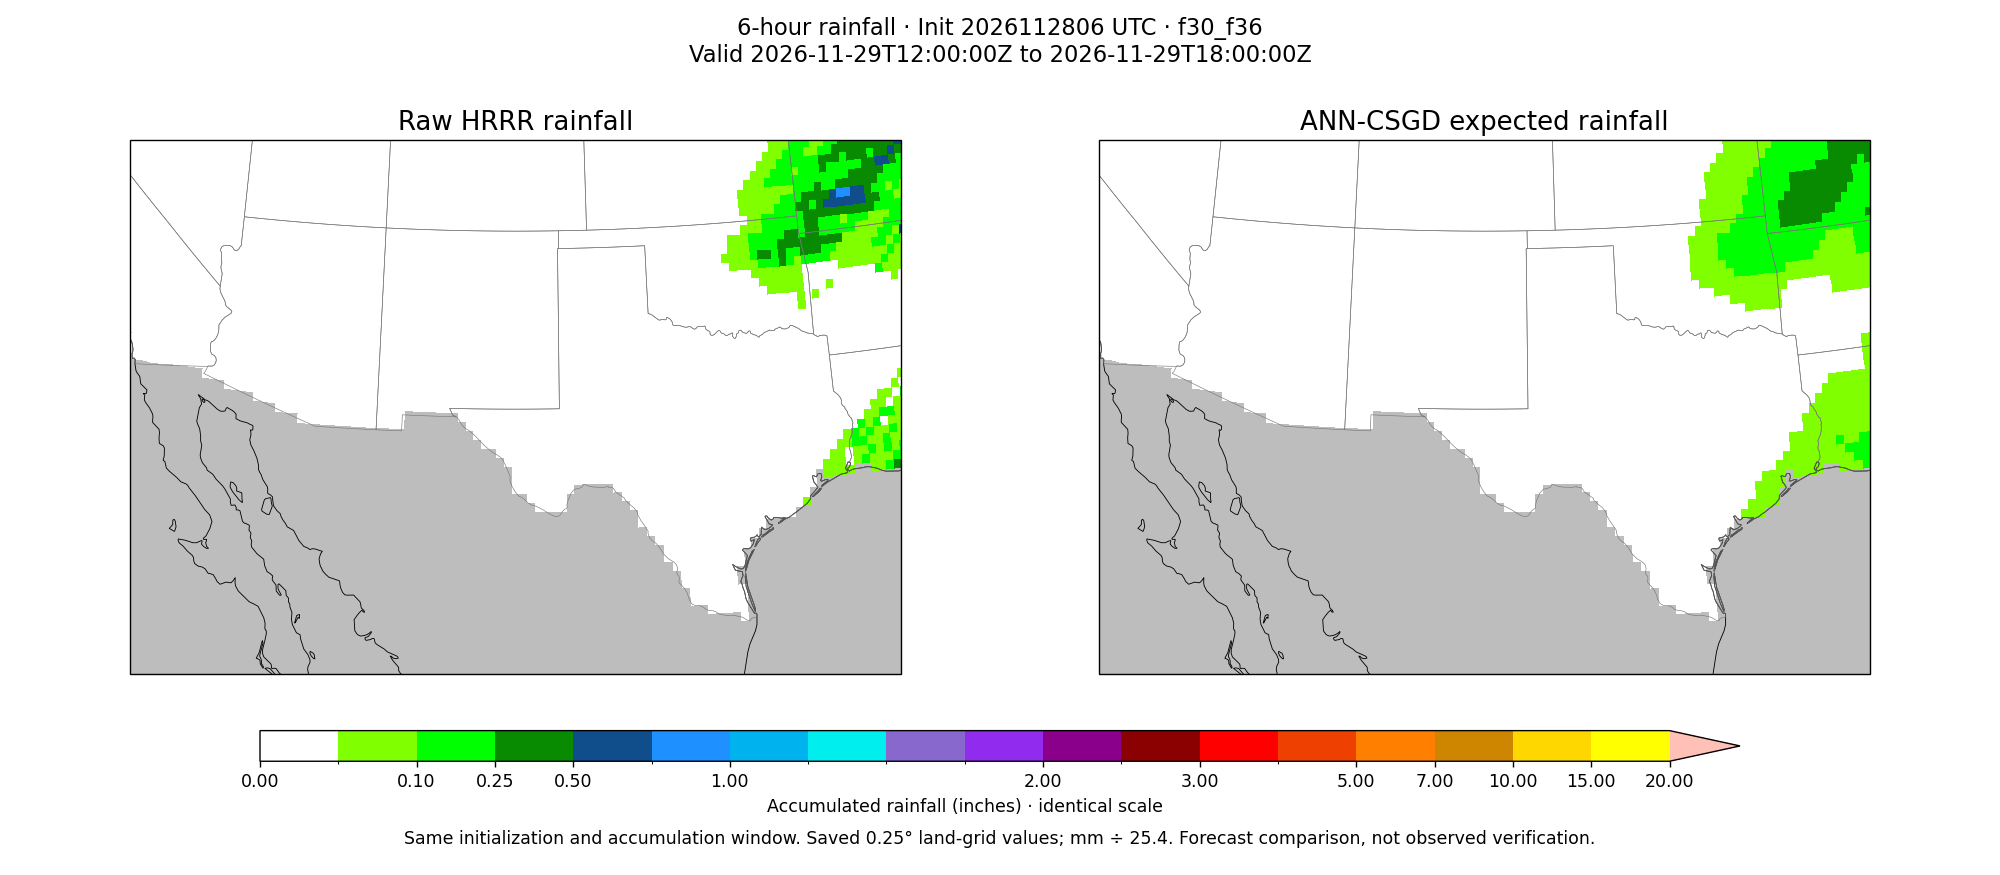 6-hour rainfall · Init 2026112806 UTC · f30_f36
Valid 2026-11-29T12:00:00Z to 2026-11-29T18:00:00Z
Raw HRRR rainfall
ANN-CSGD expected rainfall
0.00 0.10 0.25 0.50 1.00 2.00 3.00 5.00 7.00 10.00 15.00 20.00
Accumulated rainfall (inches) · identical scale
Same initialization and accumulation window. Saved 0.25° land-grid values; mm ÷ 25.4. Forecast comparison, not observed verification.